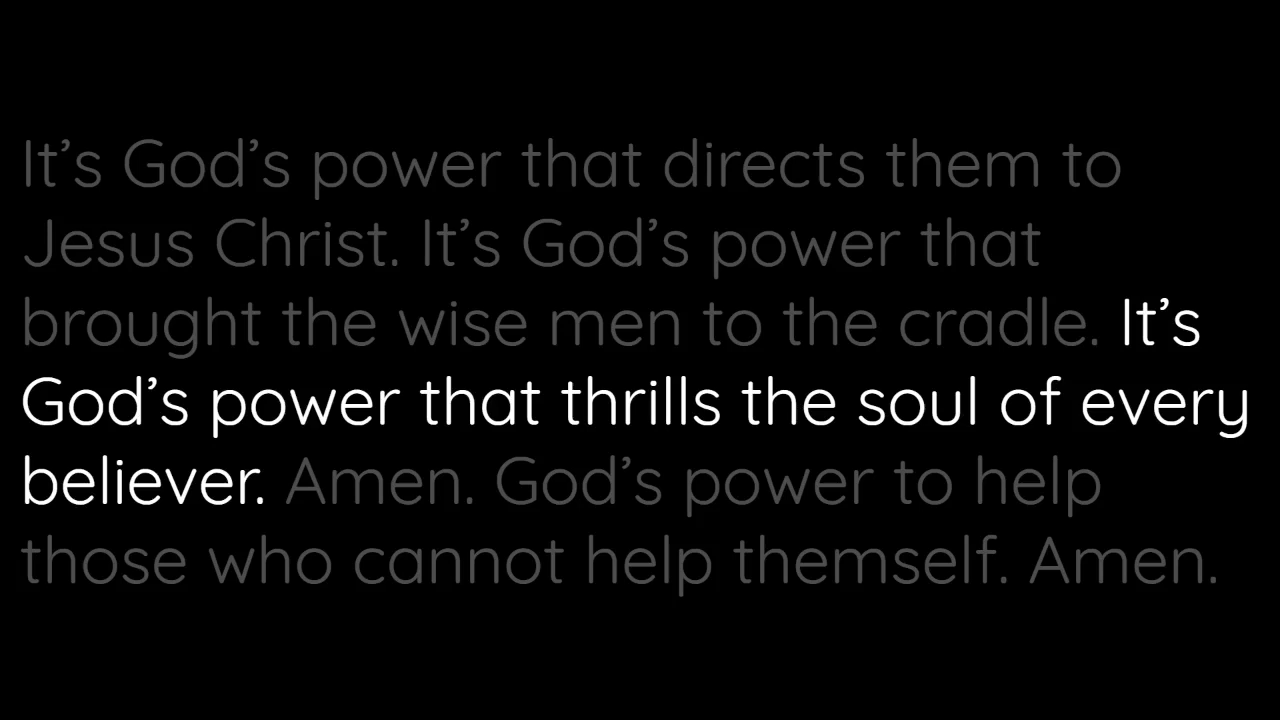 It’s God’s power that directs them to
Jesus Christ. It’s God’s power that
brought the wise men to the cradle. It’s
God’s power that thrills the soul of every
believer. Amen. God’s power to help
those who cannot help themself. Amen.